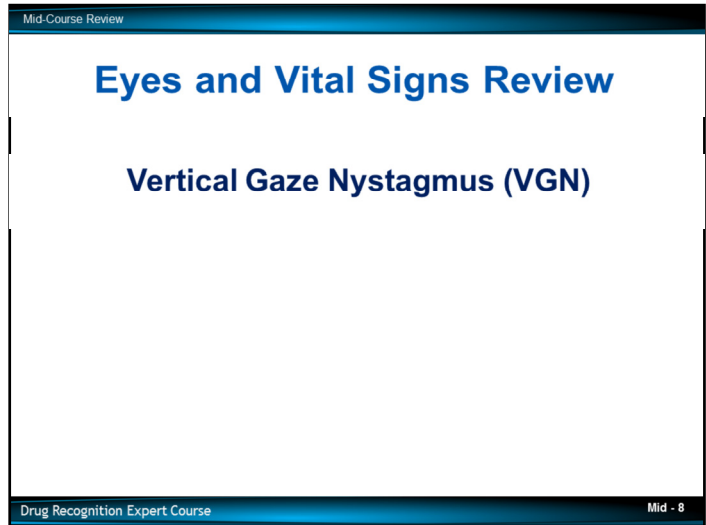 Mid-Course Review
Eyes and Vital Signs Review
Vertical Gaze Nystagmus (VGN)
Drug Recognition Expert Course
Mid - 8